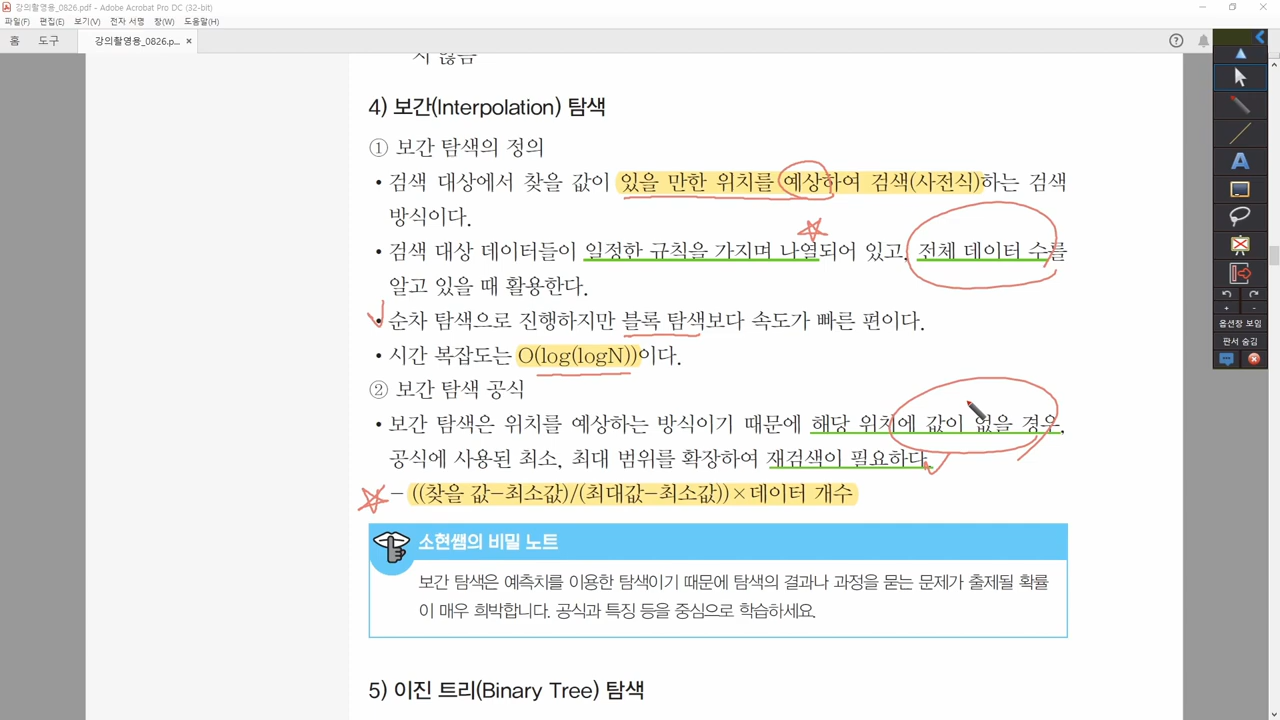 강의촬영용_0826.pdf - Adobe Acrobat Pro DC (32-bit)
파일(F) 편집(E) 보기(V) 전자 서명 창(W) 도움말(H)
홈 도구 강의촬영용_0826.p... ×
지 않음
4) 보간(Interpolation) 탐색
① 보간 탐색의 정의
• 검색 대상에서 찾을 값이 있을 만한 위치를 예상하여 검색(사전식)하는 검색
방식이다.
• 검색 대상 데이터들이 일정한 규칙을 가지며 나열되어 있고, 전체 데이터 수를
알고 있을 때 활용한다.
• 순차 탐색으로 진행하지만 블록 탐색보다 속도가 빠른 편이다.
• 시간 복잡도는 O(log(logN))이다.
② 보간 탐색 공식
• 보간 탐색은 위치를 예상하는 방식이기 때문에 해당 위치에 값이 없을 경우,
공식에 사용된 최소, 최대 범위를 확장하여 재검색이 필요하다.
- ((찾을 값-최소값)/(최대값-최소값))×데이터 개수
소현쌤의 비밀 노트
보간 탐색은 예측치를 이용한 탐색이기 때문에 탐색의 결과나 과정을 묻는 문제가 출제될 확률
이 매우 희박합니다. 공식과 특징 등을 중심으로 학습하세요.
5) 이진 트리(Binary Tree) 탐색
A
옵션창 보임
판서 숨김